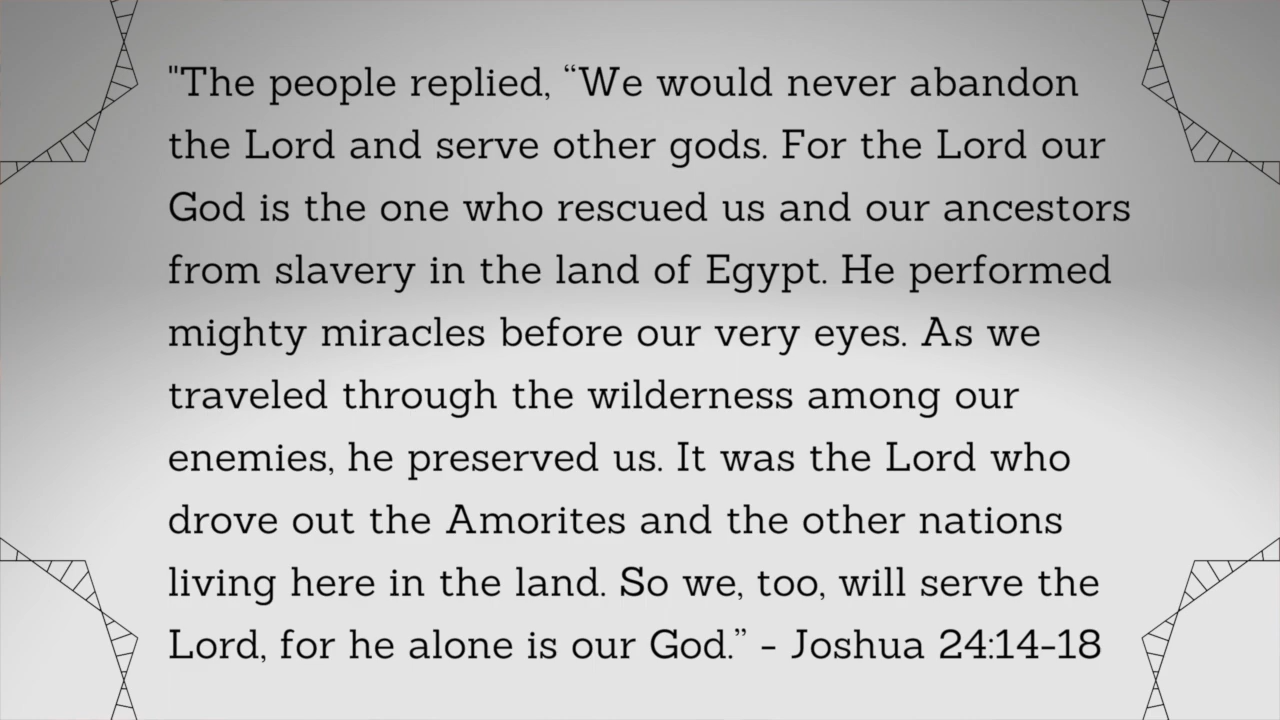 "The people replied, “We would never abandon
the Lord and serve other gods. For the Lord our
God is the one who rescued us and our ancestors
from slavery in the land of Egypt. He performed
mighty miracles before our very eyes. As we
traveled through the wilderness among our
enemies, he preserved us. It was the Lord who
drove out the Amorites and the other nations
living here in the land. So we, too, will serve the
Lord, for he alone is our God.” - Joshua 24:14-18